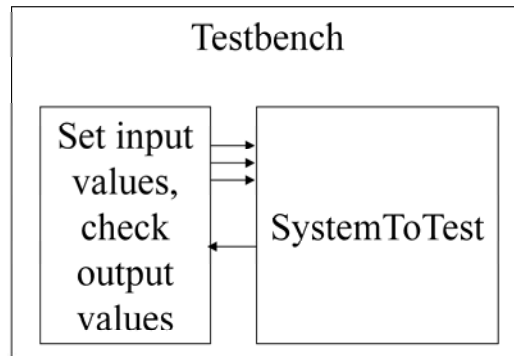 Testbench
Set input
values,
check
output
values
SystemToTest